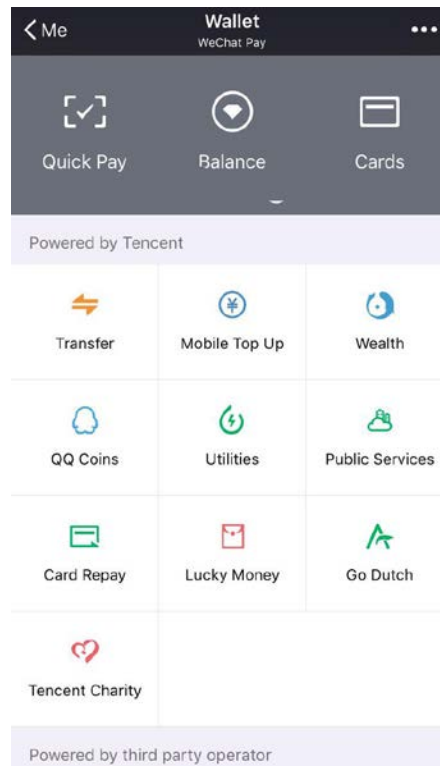 Me
Wallet
WeChat Pay
Quick Pay
Balance
Cards
Powered by Tencent
Transfer
Mobile Top Up
Wealth
QQ Coins
Utilities
Public Services
Card Repay
Lucky Money
Go Dutch
Tencent Charity
Powered by third party operator